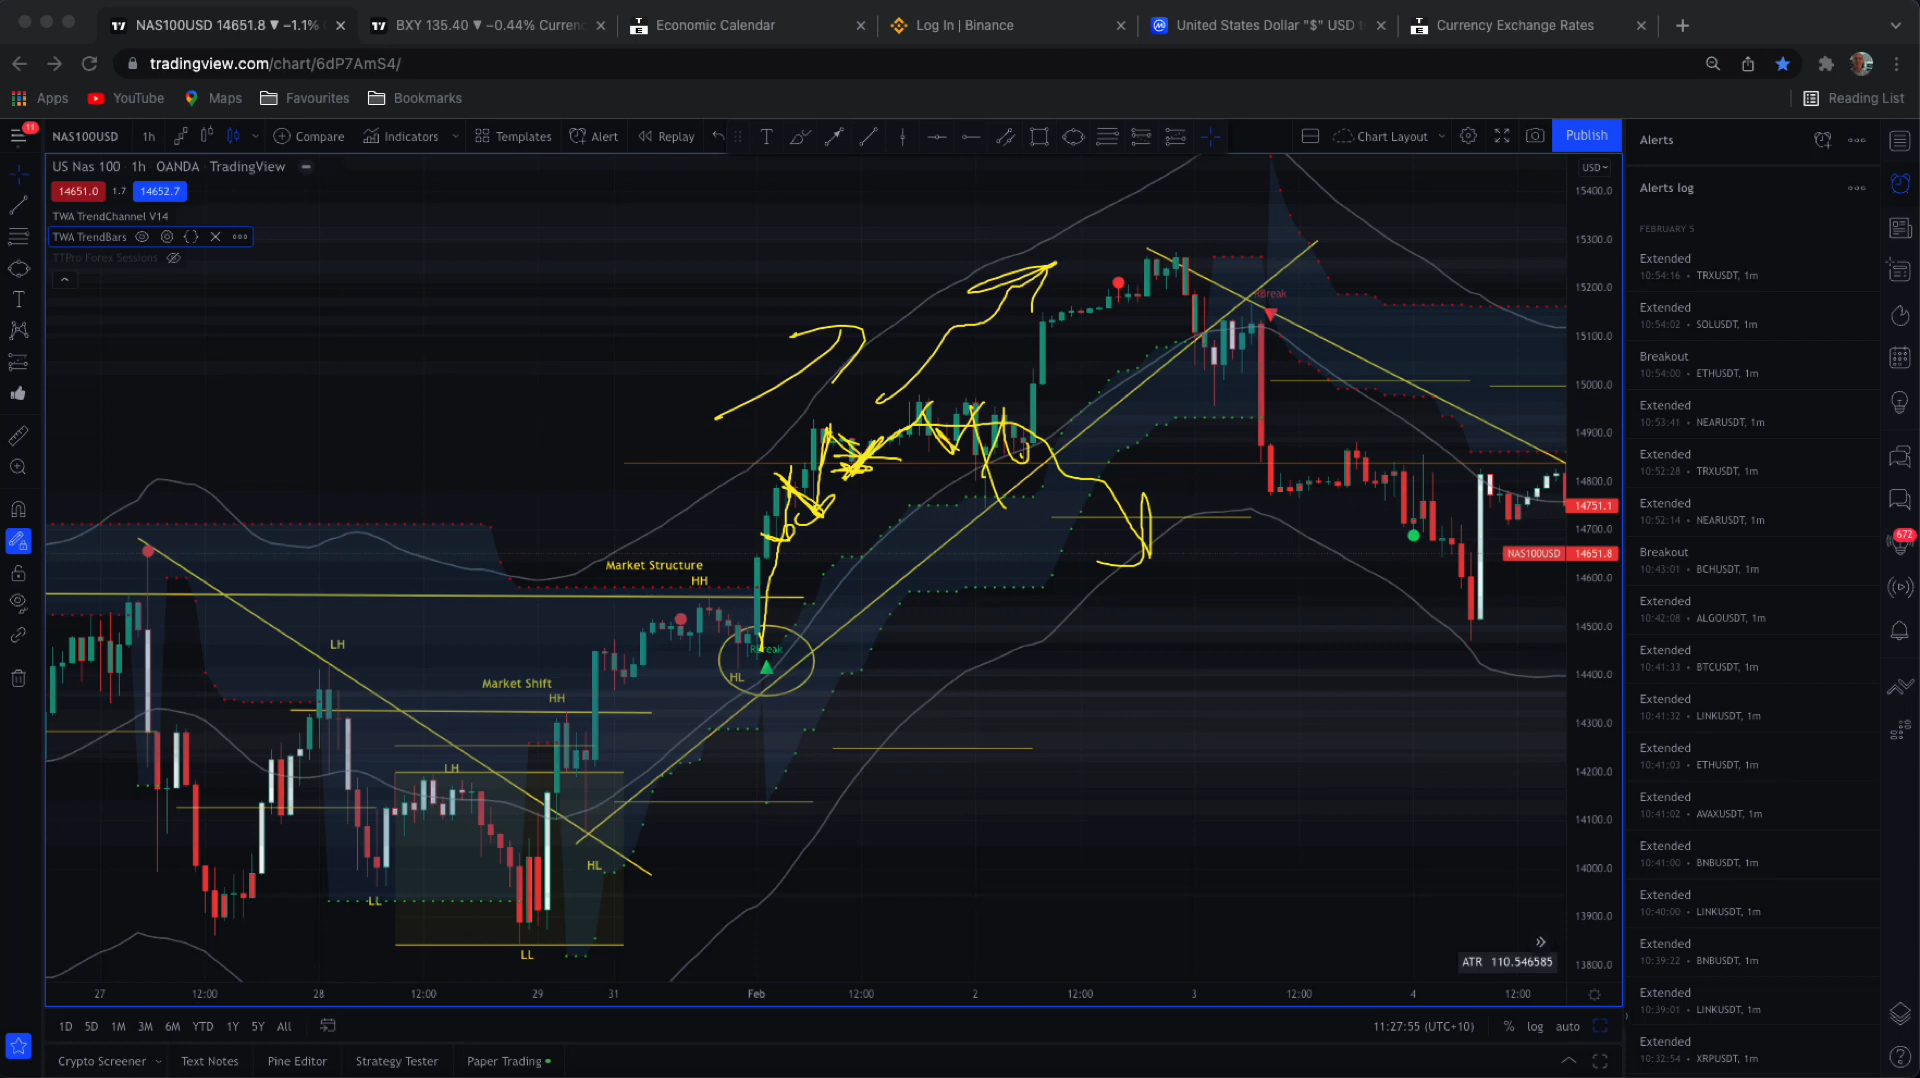 NAS100USD 14651.8 ▼ −1.1%
BXY 135.40 ▼ −0.44% Curren
Economic Calendar
Log In | Binance
United States Dollar "$" USD t
Currency Exchange Rates
tradingview.com/chart/6dP7AmS4/
Apps
YouTube
Maps
Favourites
Bookmarks
Reading List
11
NAS100USD
1h
Compare
Indicators
Templates
Alert
Replay
Chart Layout
Publish
US Nas 100 1h OANDA TradingView
14651.0 1.7 14652.7
TWA TrendChannel V14
TWA TrendBars
TTPro Forex Sessions
USD
15400.0
15300.0
15200.0
15100.0
15000.0
14900.0
14800.0
14751.1
14700.0
NAS100USD 14651.8
14600.0
14500.0
14400.0
14300.0
14200.0
14100.0
14000.0
13900.0
13800.0
Market Structure
HH
LH
Market Shift
HH
HL
LH
HL
LL
LL
ATR 110.546585
27
12:00
28
12:00
29
31
Feb
12:00
2
12:00
3
12:00
4
12:00
1D 5D 1M 3M 6M YTD 1Y 5Y All
11:27:55 (UTC+10)
% log auto
Crypto Screener
Text Notes
Pine Editor
Strategy Tester
Paper Trading
Alerts
Alerts log
FEBRUARY 5
Extended
10:54:16 • TRXUSDT, 1m
Extended
10:54:02 • SOLUSDT, 1m
Breakout
10:54:00 • ETHUSDT, 1m
Extended
10:53:41 • NEARUSDT, 1m
Extended
10:52:28 • TRXUSDT, 1m
Extended
10:52:14 • NEARUSDT, 1m
Breakout
10:43:01 • BCHUSDT, 1m
Extended
10:42:08 • ALGOUSDT, 1m
Extended
10:41:33 • BTCUSDT, 1m
Extended
10:41:32 • LINKUSDT, 1m
Extended
10:41:03 • ETHUSDT, 1m
Extended
10:41:02 • AVAXUSDT, 1m
Extended
10:41:00 • BNBUSDT, 1m
Extended
10:40:00 • LINKUSDT, 1m
Extended
10:39:22 • BNBUSDT, 1m
Extended
10:39:01 • LINKUSDT, 1m
Extended
10:32:54 • XRPUSDT, 1m
672